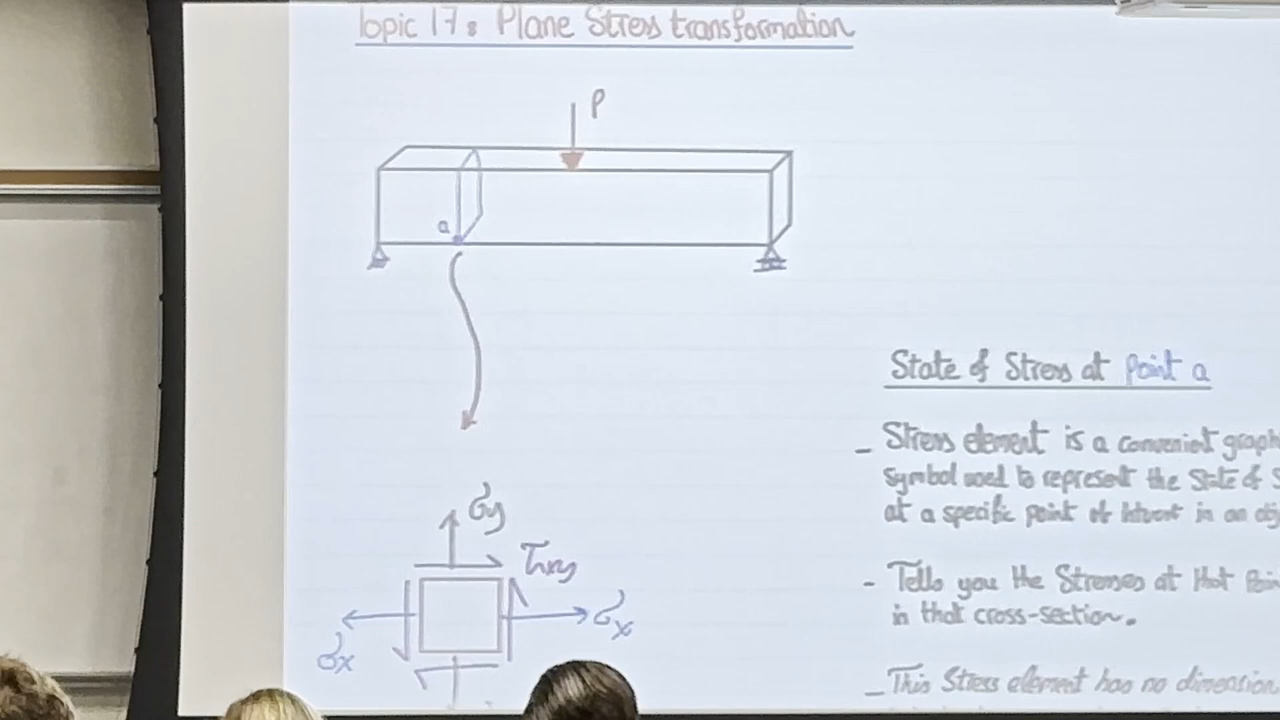 Topic 17: Plane Stress transformation
P
a
State of Stress at Point a
- Stress element is a convenient graph
symbol used to represent the State of S
at a specific point of Interest in an obj
σy
τxy
- Tells you the Stresses at that Poin
in that cross-section.
σx
σx
- This Stress element has no dimension